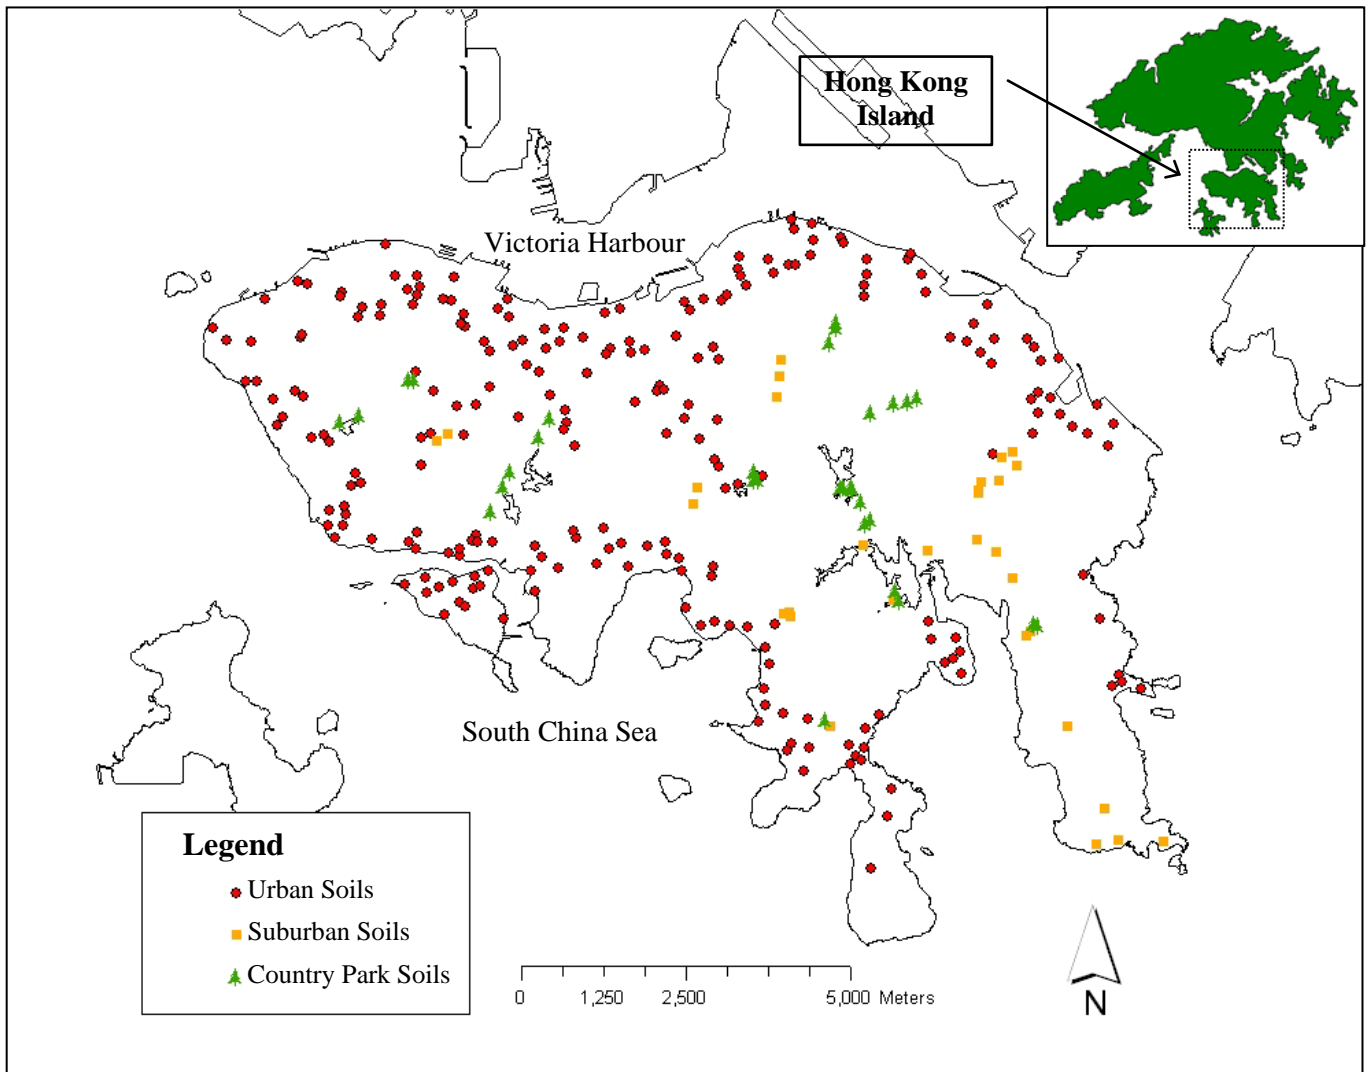 Hong Kong
Island
Victoria Harbour
South China Sea
Legend
Urban Soils
Suburban Soils
Country Park Soils
0 1,250 2,500 5,000 Meters
N